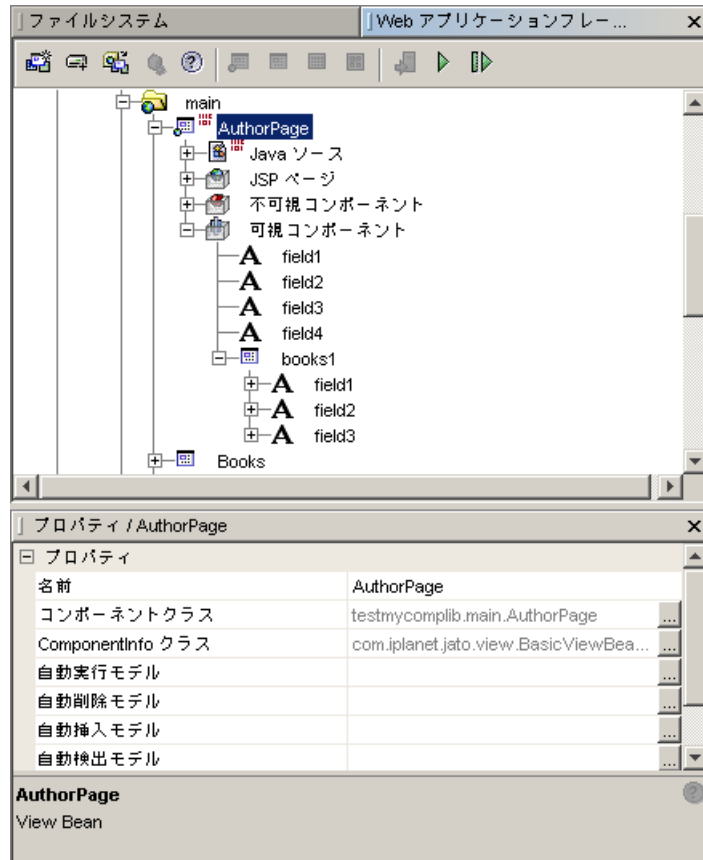 ファイルシステム
Web アプリケーションフレー...
main
AuthorPage
Java ソース
JSP ページ
不可視コンポーネント
可視コンポーネント
field1
field2
field3
field4
books1
field1
field2
field3
Books
プロパティ / AuthorPage
プロパティ
名前 AuthorPage
コンポーネントクラス testmycomplib.main.AuthorPage ...
ComponentInfo クラス com.iplanet.jato.view.BasicViewBea... ...
自動実行モデル ...
自動削除モデル ...
自動挿入モデル ...
自動検出モデル ...
AuthorPage
View Bean